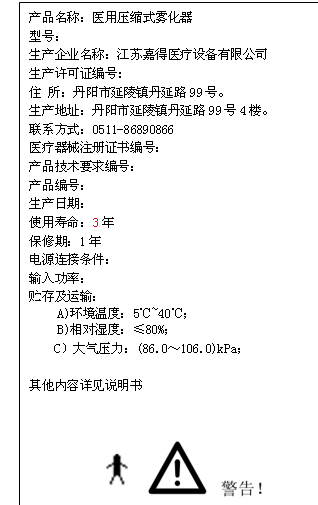 产品名称：医用压缩式雾化器
型号：
生产企业名称：江苏嘉得医疗设备有限公司
生产许可证编号：
住 所：丹阳市延陵镇丹延路 99 号。
生产地址：丹阳市延陵镇丹延路 99 号 4 楼。
联系方式：0511-86890866
医疗器械注册证书编号：
产品技术要求编号：
产品编号：
生产日期：
使用寿命：3 年
保修期：1 年
电源连接条件：
输入功率：
贮存及运输：
A)环境温度：5℃~40℃；
B)相对湿度：≤80%；
C）大气压力：(86.0～106.0)kPa；
其他内容详见说明书
警告！